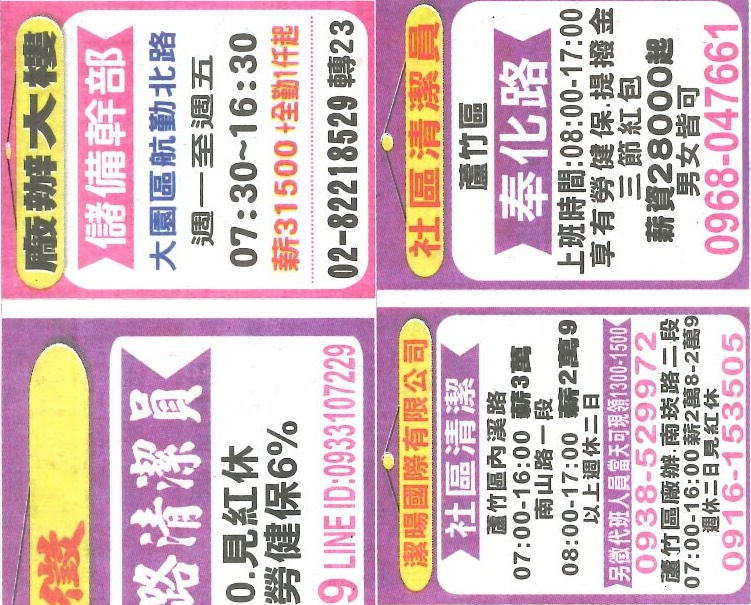 廠辦大樓
儲備幹部
大園區航勤北路
週一至週五
07:30~16:30
薪31500+全勤1仟起
02-82218529 轉23
社區清潔員
蘆竹區
奉化路
上班時間:08:00-17:00
享有勞健保.提撥金
三節紅包
薪資28000起
男女皆可
0968-047661
徵
路清潔員
0.見紅休
勞健保6%
9 LINE ID:0933107229
潔陽國際有限公司
社區清潔
蘆竹區內溪路
07:00-16:00 薪3萬
南山路一段
08:00-17:00 薪2萬9
以上週休二日
另徵代班人員當天可現領1300-1500
0938-529972
蘆竹區廠辦.南崁路二段
07:00-16:00 薪2萬8-2萬9
週休二日見紅休
0916-153505